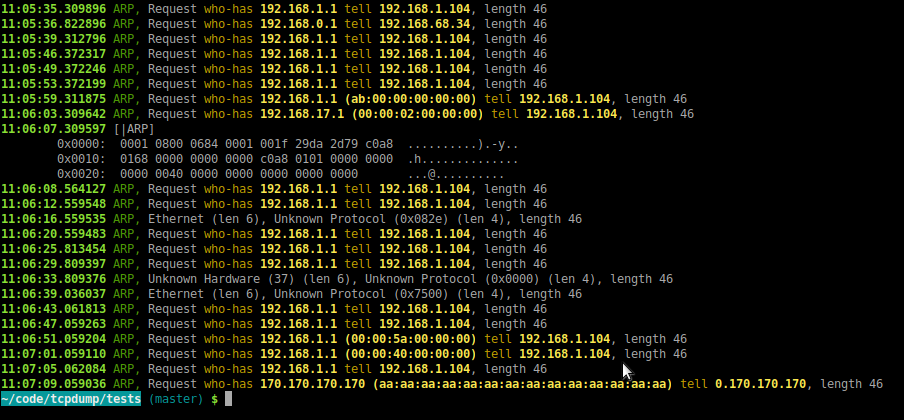 11:05:35.309896 ARP, Request who-has 192.168.1.1 tell 192.168.1.104, length 46
11:05:36.822896 ARP, Request who-has 192.168.0.1 tell 192.168.68.34, length 46
11:05:39.312796 ARP, Request who-has 192.168.1.1 tell 192.168.1.104, length 46
11:05:46.372317 ARP, Request who-has 192.168.1.1 tell 192.168.1.104, length 46
11:05:49.372246 ARP, Request who-has 192.168.1.1 tell 192.168.1.104, length 46
11:05:53.372199 ARP, Request who-has 192.168.1.1 tell 192.168.1.104, length 46
11:05:59.311875 ARP, Request who-has 192.168.1.1 (ab:00:00:00:00:00) tell 192.168.1.104, length 46
11:06:03.309642 ARP, Request who-has 192.168.17.1 (00:00:02:00:00:00) tell 192.168.1.104, length 46
11:06:07.309597 [|ARP]
0x0000:  0001 0800 0684 0001 001f 29da 2d79 c0a8  ..........).-y..
0x0010:  0168 0000 0000 0000 c0a8 0101 0000 0000  .h..............
0x0020:  0000 0040 0000 0000 0000 0000 0000       ...@..........
11:06:08.564127 ARP, Request who-has 192.168.1.1 tell 192.168.1.104, length 46
11:06:12.559548 ARP, Request who-has 192.168.1.1 tell 192.168.1.104, length 46
11:06:16.559535 ARP, Ethernet (len 6), Unknown Protocol (0x082e) (len 4), length 46
11:06:20.559483 ARP, Request who-has 192.168.1.1 tell 192.168.1.104, length 46
11:06:25.813454 ARP, Request who-has 192.168.1.1 tell 192.168.1.104, length 46
11:06:29.809397 ARP, Request who-has 192.168.1.1 tell 192.168.1.104, length 46
11:06:33.809376 ARP, Unknown Hardware (37) (len 6), Unknown Protocol (0x0000) (len 4), length 46
11:06:39.036037 ARP, Ethernet (len 6), Unknown Protocol (0x7500) (len 4), length 46
11:06:43.061813 ARP, Request who-has 192.168.1.1 tell 192.168.1.104, length 46
11:06:47.059263 ARP, Request who-has 192.168.1.1 tell 192.168.1.104, length 46
11:06:51.059204 ARP, Request who-has 192.168.1.1 (00:00:5a:00:00:00) tell 192.168.1.104, length 46
11:07:01.059110 ARP, Request who-has 192.168.1.1 (00:00:40:00:00:00) tell 192.168.1.104, length 46
11:07:05.062084 ARP, Request who-has 192.168.1.1 tell 192.168.1.104, length 46
11:07:09.059036 ARP, Request who-has 170.170.170.170 (aa:aa:aa:aa:aa:aa:aa:aa:aa:aa:aa:aa:aa:aa) tell 0.170.170.170, length 46
~/code/tcpdump/tests (master) $